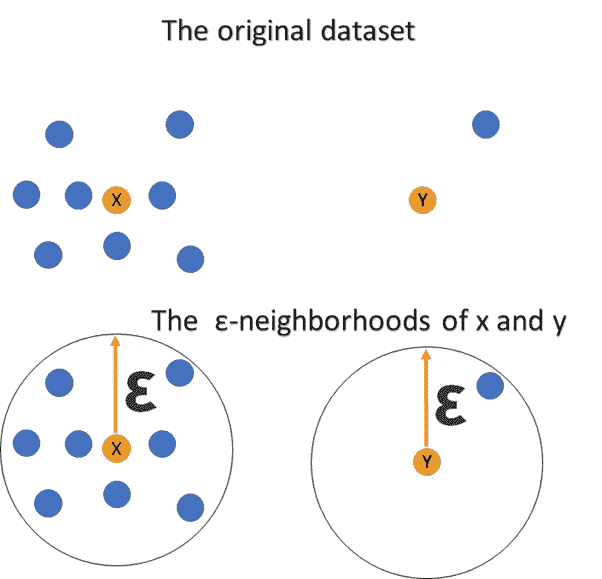 The original dataset
X
Y
The ε-neighborhoods of x and y
ε
ε
X
Y